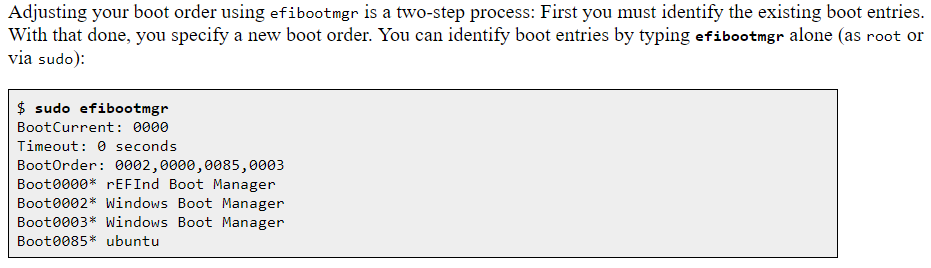 Adjusting your boot order using efibootmgr is a two-step process: First you must identify the existing boot entries.
With that done, you specify a new boot order. You can identify boot entries by typing efibootmgr alone (as root or
via sudo):
$ sudo efibootmgr
BootCurrent: 0000
Timeout: 0 seconds
BootOrder: 0002,0000,0085,0003
Boot0000* rEFInd Boot Manager
Boot0002* Windows Boot Manager
Boot0003* Windows Boot Manager
Boot0085* ubuntu